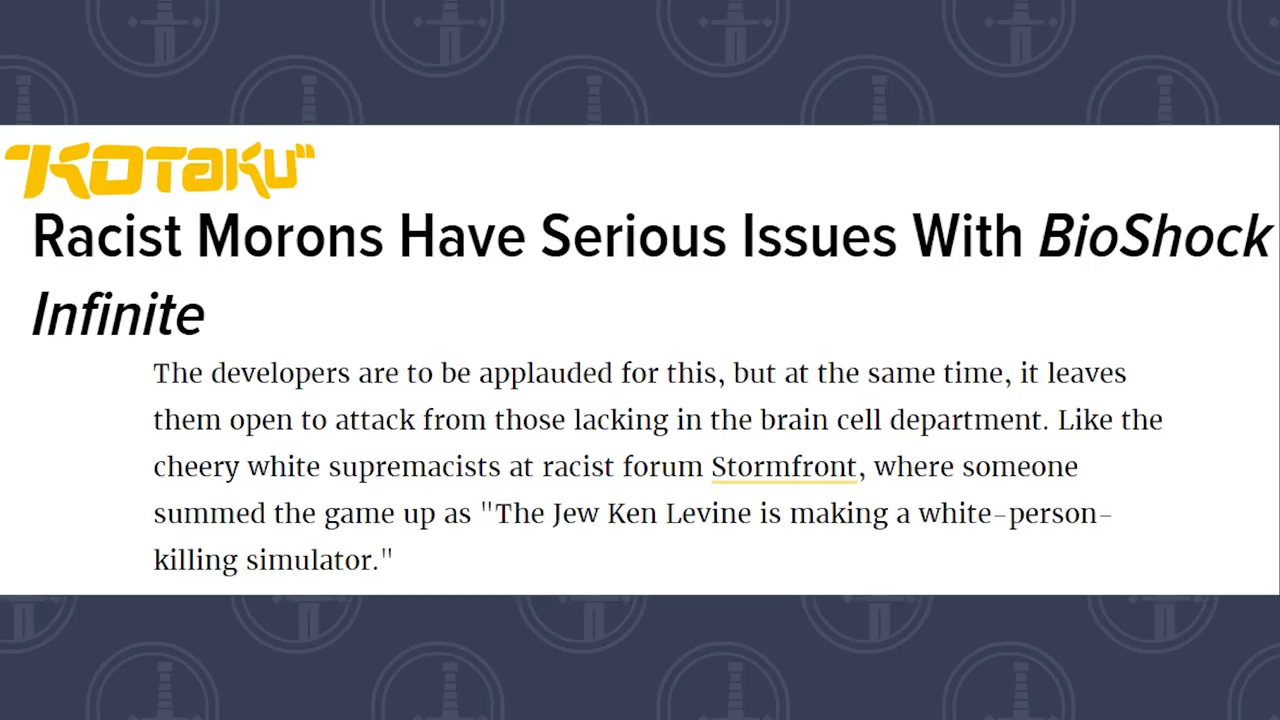 "KOTAKU"
Racist Morons Have Serious Issues With BioShock
Infinite
The developers are to be applauded for this, but at the same time, it leaves
them open to attack from those lacking in the brain cell department. Like the
cheery white supremacists at racist forum Stormfront, where someone
summed the game up as "The Jew Ken Levine is making a white-person-
killing simulator."